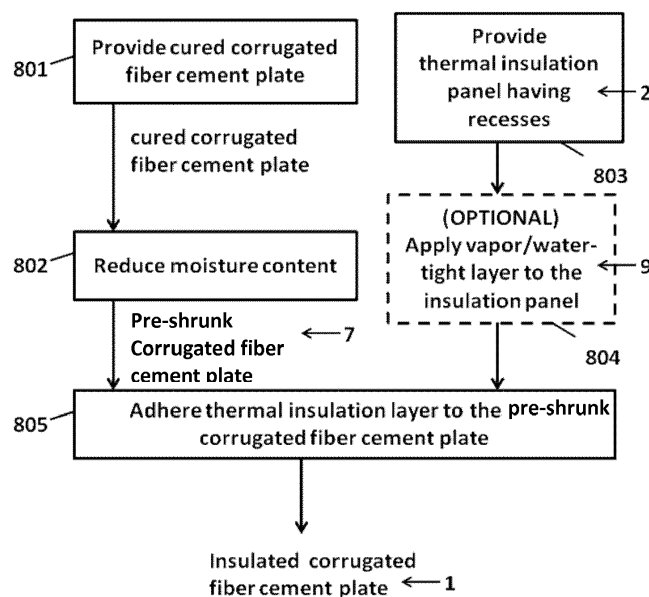 801
Provide cured corrugated
fiber cement plate
Provide
thermal insulation
panel having
recesses
2
803
cured corrugated
fiber cement plate
802
Reduce moisture content
(OPTIONAL)
Apply vapor/water-
tight layer to the
insulation panel
9
804
Pre-shrunk
Corrugated fiber
cement plate
7
805
Adhere thermal insulation layer to the pre-shrunk
corrugated fiber cement plate
Insulated corrugated
fiber cement plate
1